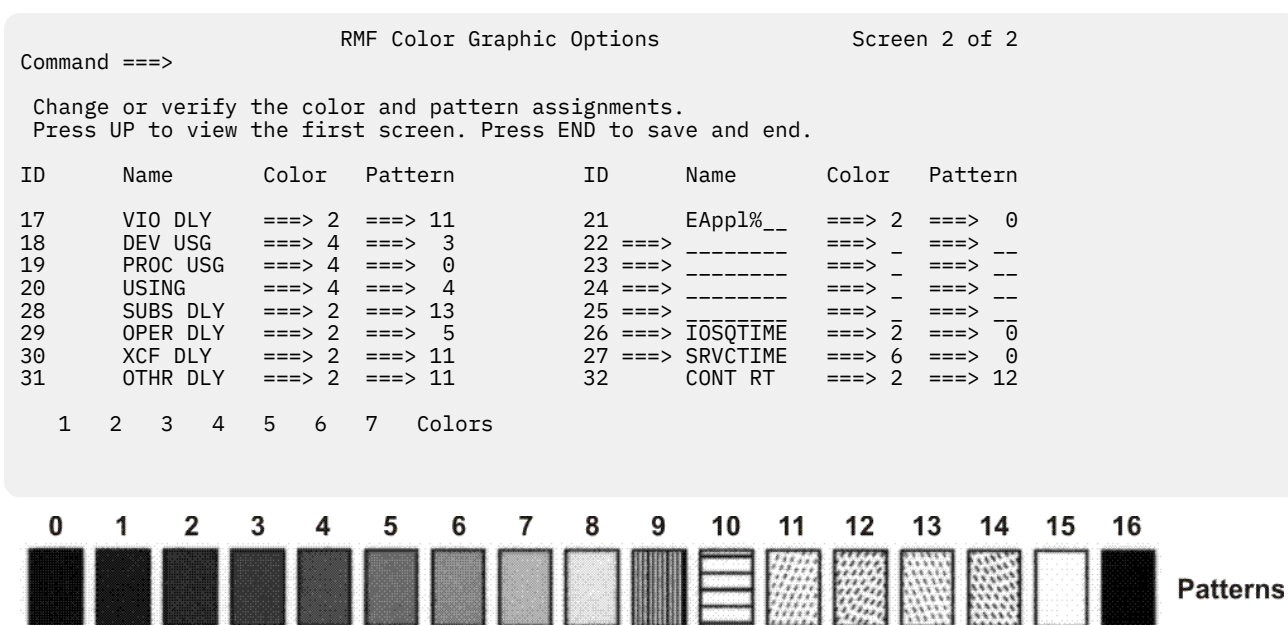 RMF Color Graphic Options Screen 2 of 2
Command ===>
Change or verify the color and pattern assignments.
Press UP to view the first screen. Press END to save and end.
ID Name Color Pattern ID Name Color Pattern
17 VIO DLY ===> 2 ===> 11 21 EAppl%__ ===> 2 ===> 0
18 DEV USG ===> 4 ===> 3 22 ===> ________ ===> _ ===> __
19 PROC USG ===> 4 ===> 0 23 ===> ________ ===> _ ===> __
20 USING ===> 4 ===> 4 24 ===> ________ ===> _ ===> __
28 SUBS DLY ===> 2 ===> 13 25 ===> ________ ===> _ ===> __
29 OPER DLY ===> 2 ===> 5 26 ===> IOSQTIME ===> 2 ===> 0
30 XCF DLY ===> 2 ===> 11 27 ===> SRVCTIME ===> 6 ===> 0
31 OTHR DLY ===> 2 ===> 11 32 CONT RT ===> 2 ===> 12
1 2 3 4 5 6 7 Colors
0 1 2 3 4 5 6 7 8 9 10 11 12 13 14 15 16
Patterns